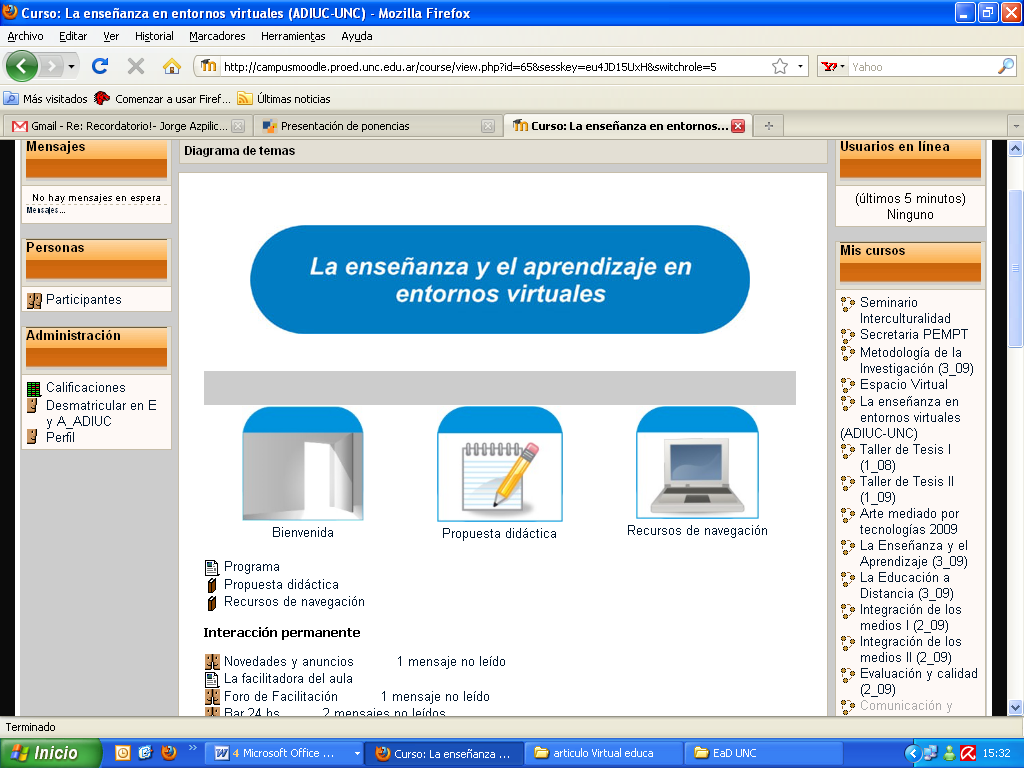 Curso: La enseñanza en entornos virtuales (ADIUC-UNC) - Mozilla Firefox
Archivo Editar Ver Historial Marcadores Herramientas Ayuda
http://campusmoodle.proed.unc.edu.ar/course/view.php?id=65&sesskey=eu4JD15UxH&switchrole=5
Yahoo
Más visitados Comenzar a usar Firef... Últimas noticias
Gmail - Re: Recordatorio!- Jorge Azpilic... Presentación de ponencias Curso: La enseñanza en entornos...
Mensajes
No hay mensajes en espera
Mensajes...
Personas
Participantes
Administración
Calificaciones
Desmatricular en E
y A_ADIUC
Perfil
Diagrama de temas
La enseñanza y el aprendizaje en
entornos virtuales
Bienvenida
Propuesta didáctica
Recursos de navegación
Programa
Propuesta didáctica
Recursos de navegación
Interacción permanente
Novedades y anuncios 1 mensaje no leído
La facilitadora del aula
Foro de Facilitación 1 mensaje no leído
Bar 24 hs 2 mensajes no leídos
Usuarios en línea
(últimos 5 minutos)
Ninguno
Mis cursos
Seminario
Interculturalidad
Secretaria PEMPT
Metodología de la
Investigación (3_09)
Espacio Virtual
La enseñanza en
entornos virtuales
(ADIUC-UNC)
Taller de Tesis I
(1_08)
Taller de Tesis II
(1_09)
Arte mediado por
tecnologías 2009
La Enseñanza y el
Aprendizaje (3_09)
La Educación a
Distancia (3_09)
Integración de los
medios I (2_09)
Integración de los
medios II (2_09)
Evaluación y calidad
(2_09)
Comunicación y
Terminado
Inicio 4 Microsoft Office ... Curso: La enseñanza ... articulo Virtual educa EaD UNC 15:32